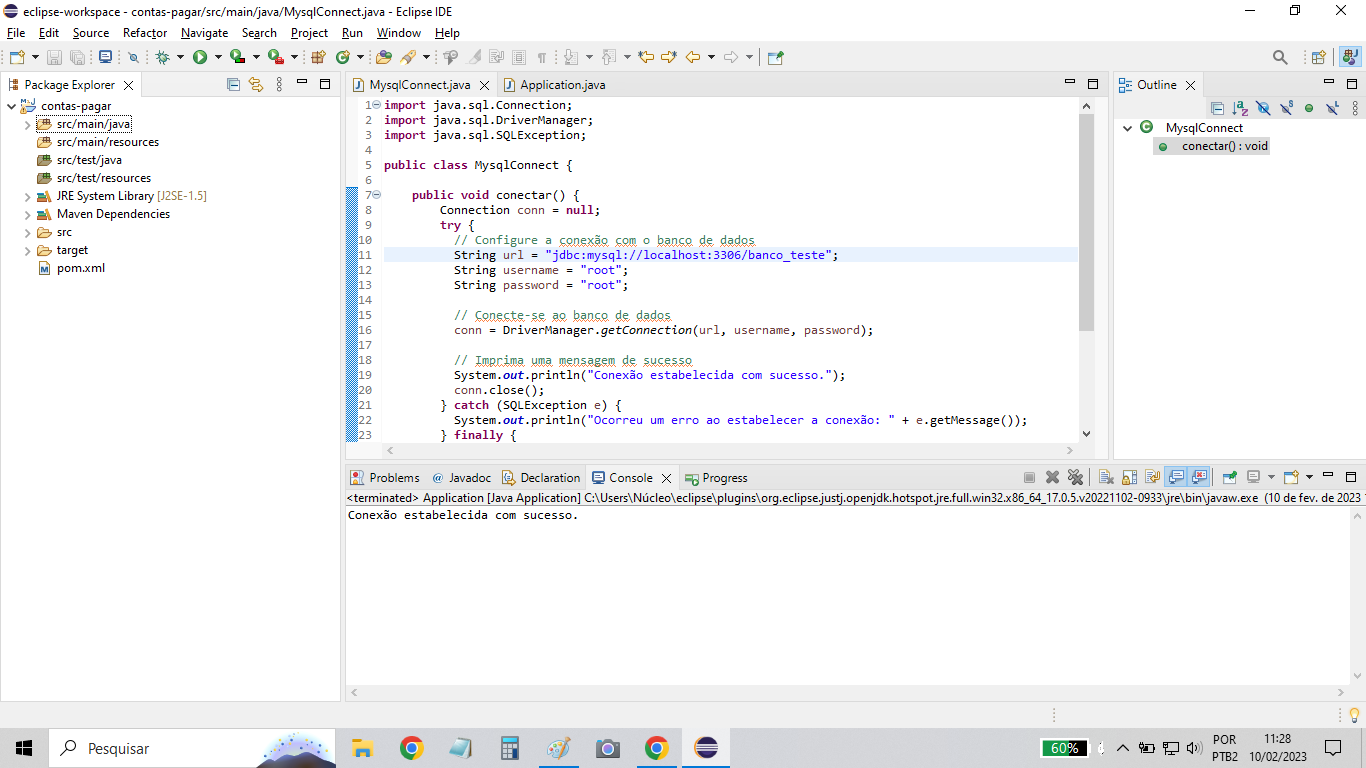 eclipse-workspace - contas-pagar/src/main/java/MysqlConnect.java - Eclipse IDE
File Edit Source Refactor Navigate Search Project Run Window Help
Package Explorer
contas-pagar
src/main/java
src/main/resources
src/test/java
src/test/resources
JRE System Library [J2SE-1.5]
Maven Dependencies
src
target
pom.xml
MysqlConnect.java Application.java
1 import java.sql.Connection;
2 import java.sql.DriverManager;
3 import java.sql.SQLException;
4
5 public class MysqlConnect {
6
7 public void conectar() {
8 Connection conn = null;
9 try {
10 // Configure a conexão com o banco de dados
11 String url = "jdbc:mysql://localhost:3306/banco_teste";
12 String username = "root";
13 String password = "root";
14
15 // Conecte-se ao banco de dados
16 conn = DriverManager.getConnection(url, username, password);
17
18 // Imprima uma mensagem de sucesso
19 System.out.println("Conexão estabelecida com sucesso.");
20 conn.close();
21 } catch (SQLException e) {
22 System.out.println("Ocorreu um erro ao estabelecer a conexão: " + e.getMessage());
23 } finally {
Outline
MysqlConnect
conectar() : void
Problems Javadoc Declaration Console Progress
<terminated> Application [Java Application] C:\Users\Núcleo\eclipse\plugins\org.eclipse.justj.openjdk.hotspot.jre.full.win32.x86_64_17.0.5.v20221102-0933\jre\bin\javaw.exe (10 de fev. de 2023 1
Conexão estabelecida com sucesso.
Pesquisar
60%
POR
PTB2
11:28
10/02/2023